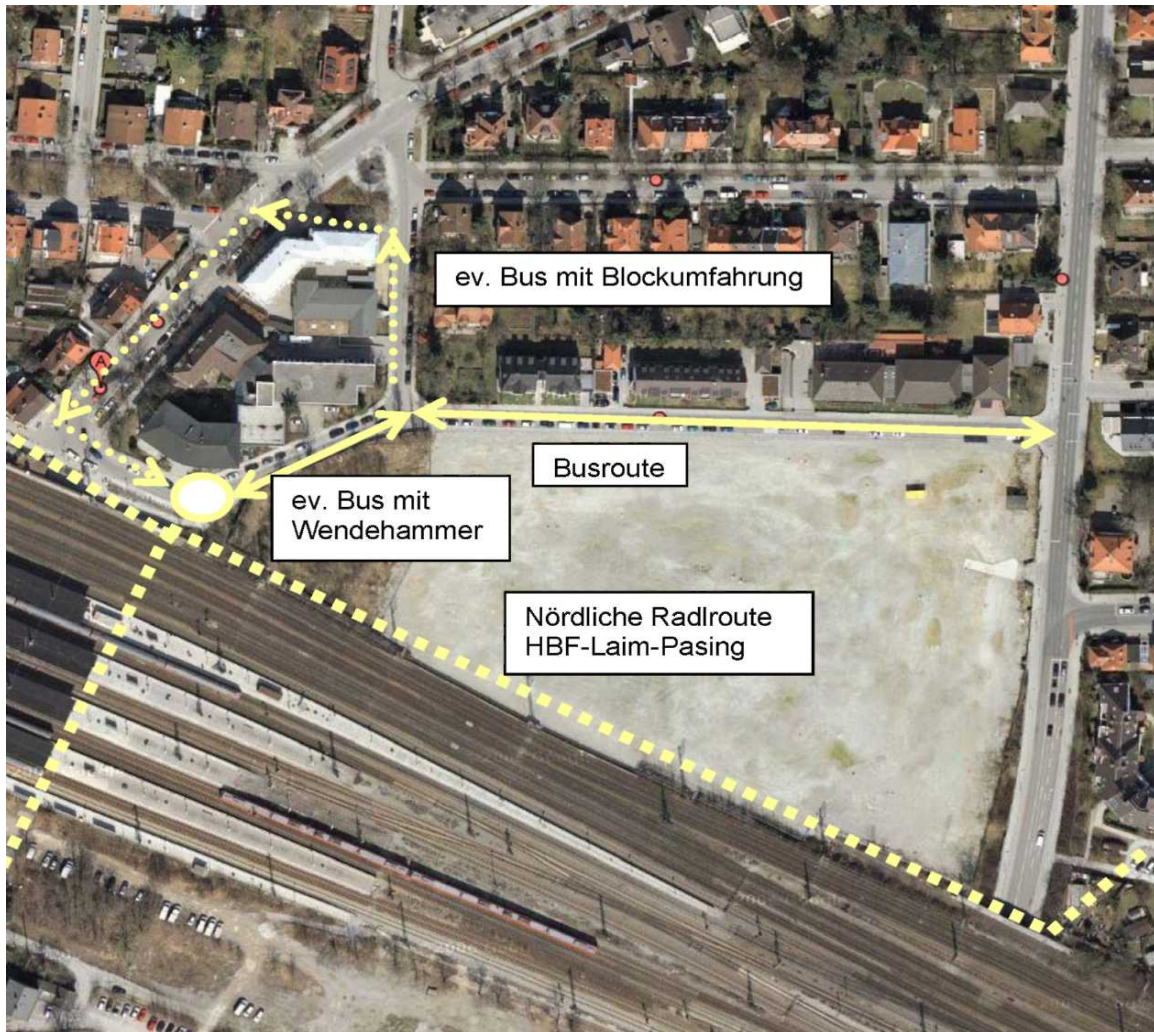 ev. Bus mit Blockumfahrung
A
Busroute
ev. Bus mit
Wendehammer
Nördliche Radlroute
HBF-Laim-Pasing